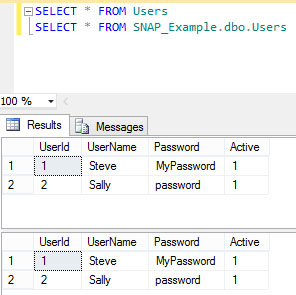 SELECT * FROM Users
SELECT * FROM SNAP_Example.dbo.Users
100 %
Results Messages
UserId UserName Password Active
1 1 Steve MyPassword 1
2 2 Sally password 1
UserId UserName Password Active
1 1 Steve MyPassword 1
2 2 Sally password 1